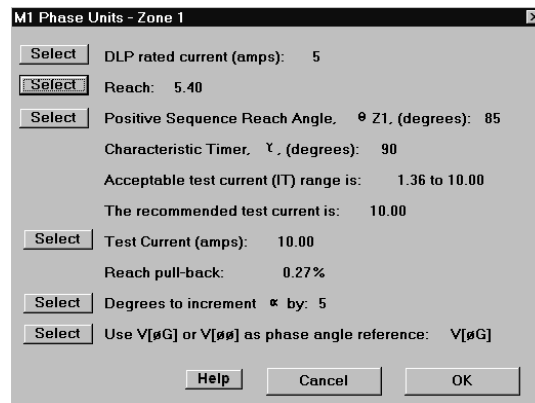 M1 Phase Units - Zone 1
Select DLP rated current (amps): 5
Select Reach: 5.40
Select Positive Sequence Reach Angle, θ Z1, (degrees): 85
Characteristic Timer, ϒ, (degrees): 90
Acceptable test current (IT) range is: 1.36 to 10.00
The recommended test current is: 10.00
Select Test Current (amps): 10.00
Reach pull-back: 0.27%
Select Degrees to increment α by: 5
Select Use V[øG] or V[øø] as phase angle reference: V[øG]
Help Cancel OK